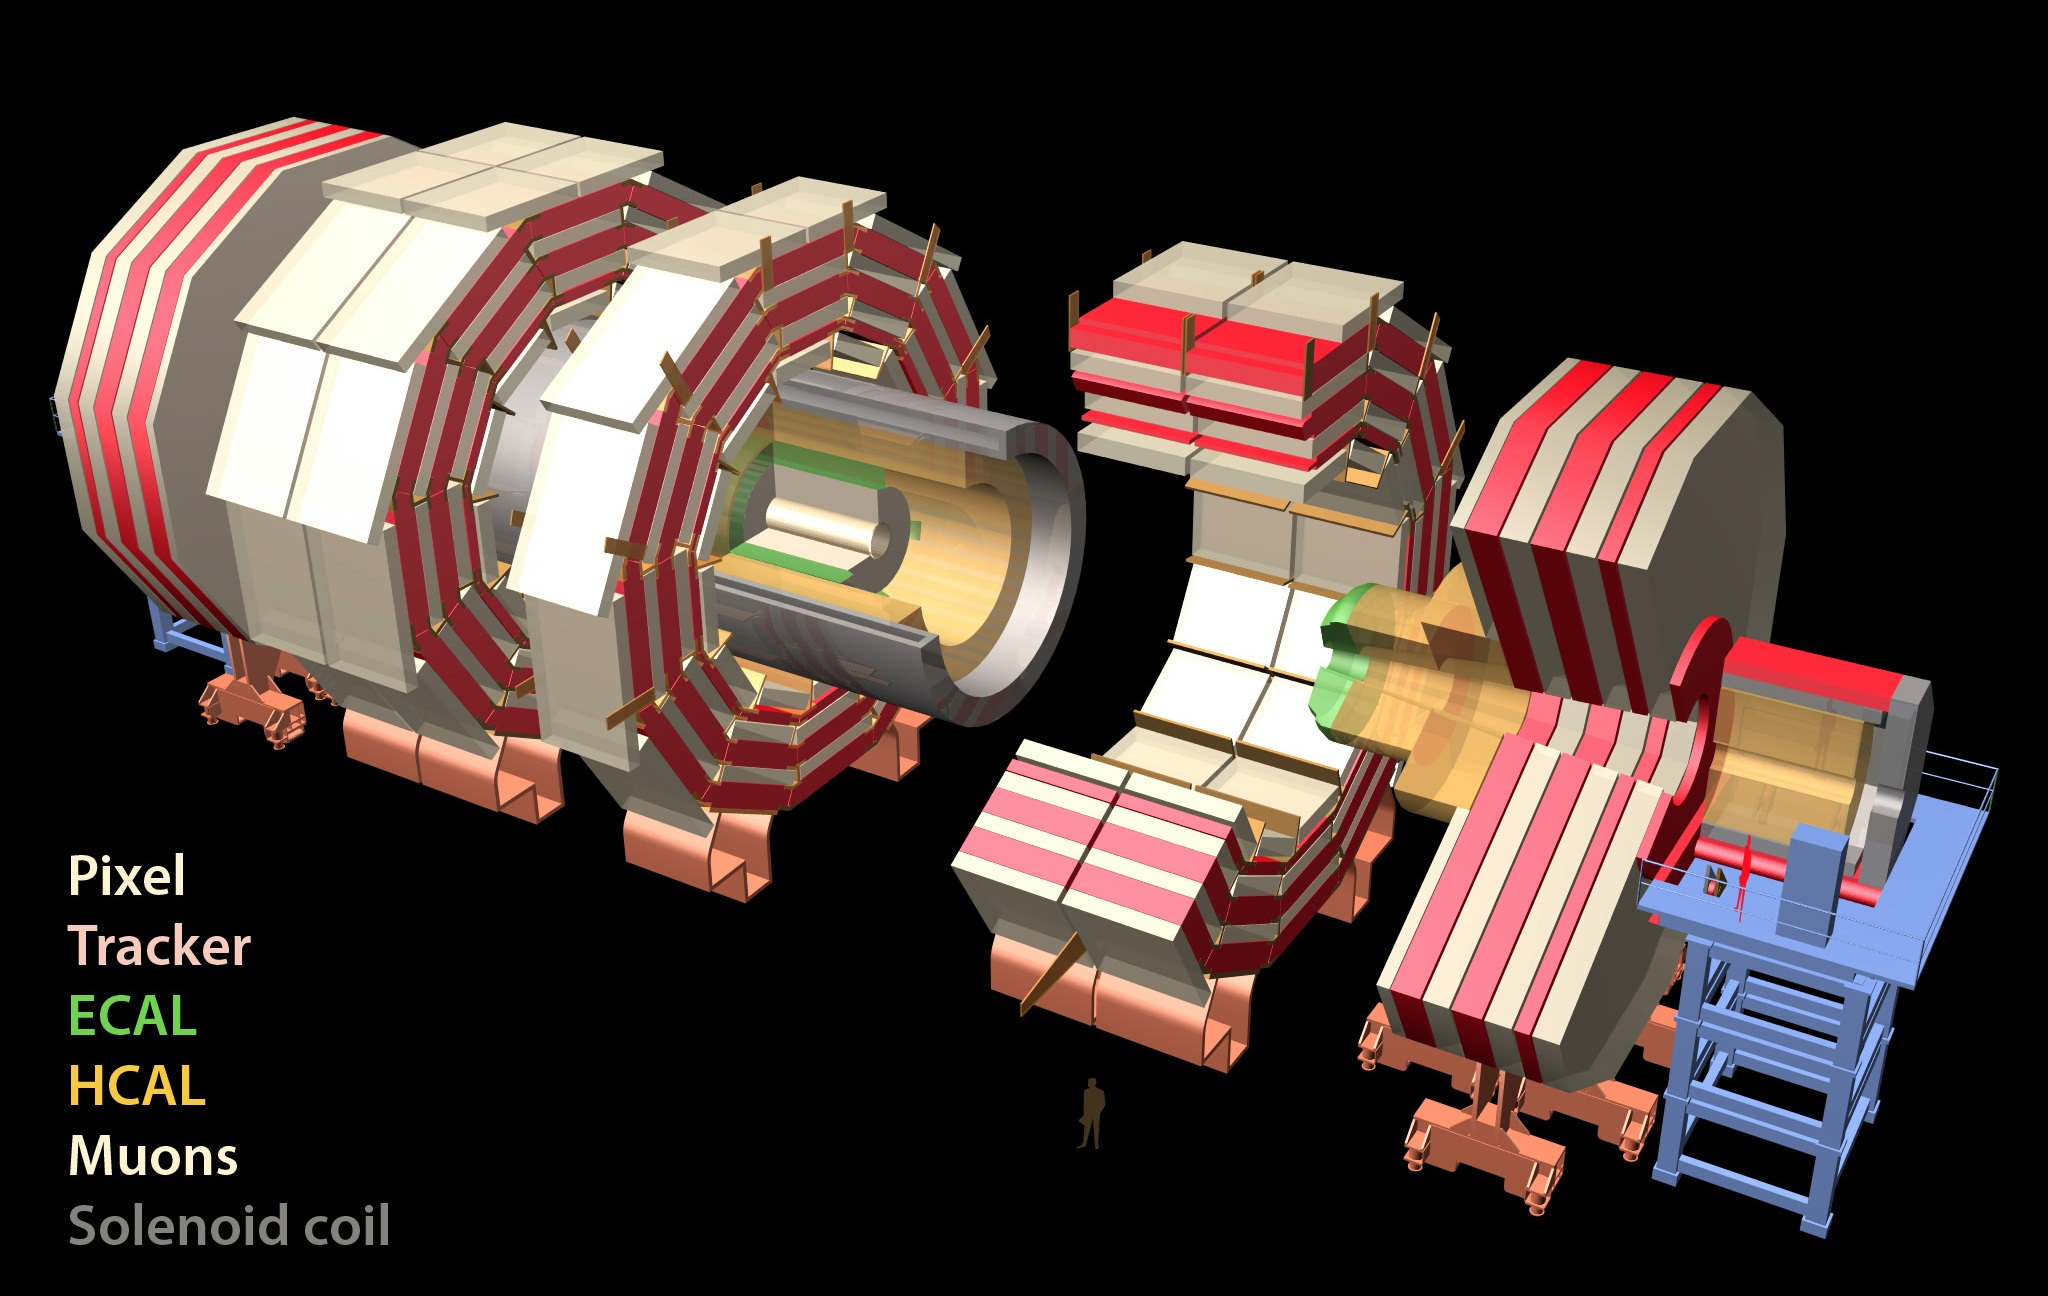 Pixel
Tracker
ECAL
HCAL
Muons
Solenoid coil